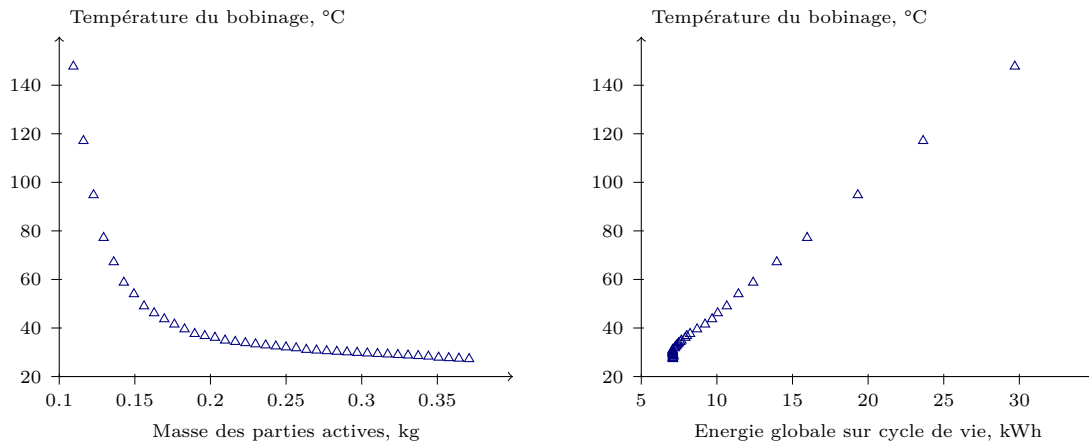 Température du bobinage, °C
140
120
100
80
60
40
20
0.1 0.15 0.2 0.25 0.3 0.35
Masse des parties actives, kg
Température du bobinage, °C
140
120
100
80
60
40
20
5 10 15 20 25 30
Energie globale sur cycle de vie, kWh